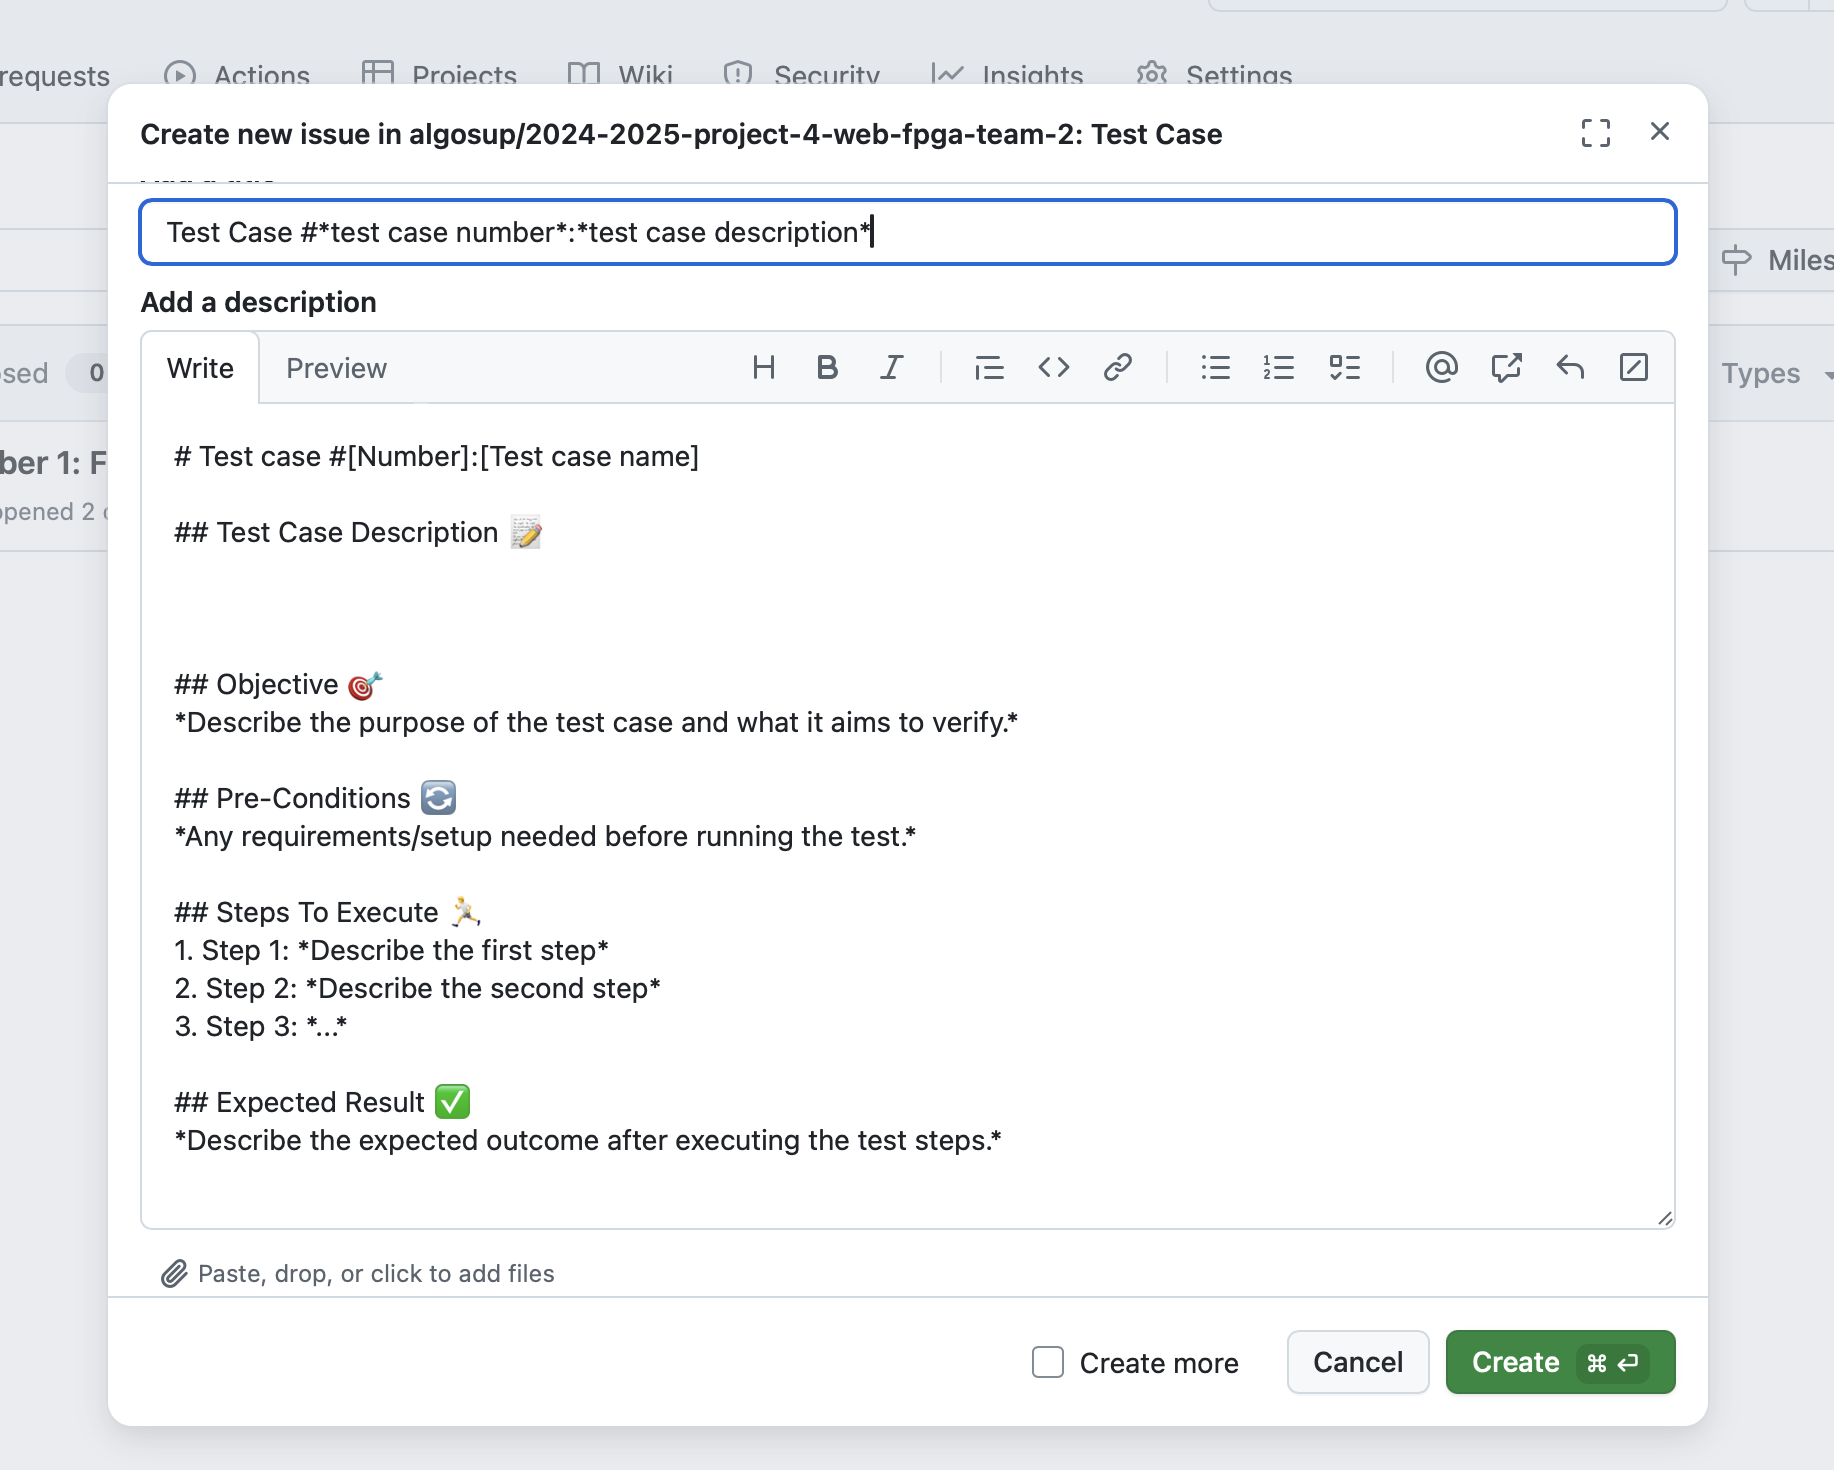 requests Actions Projects Wiki Security Insights Settings
Create new issue in algosup/2024-2025-project-4-web-fpga-team-2: Test Case
Test Case #*test case number*:*test case description*
Miles
Add a description
Write Preview
sed 0
Types
# Test case #[Number]:[Test case name]
ber 1: F
opened 2
## Test Case Description 📝
## Objective 🎯
*Describe the purpose of the test case and what it aims to verify.*
## Pre-Conditions 🔄
*Any requirements/setup needed before running the test.*
## Steps To Execute 🏃
1. Step 1: *Describe the first step*
2. Step 2: *Describe the second step*
3. Step 3: *...*
## Expected Result ✅
*Describe the expected outcome after executing the test steps.*
Paste, drop, or click to add files
Create more Cancel Create ⌘ ↵